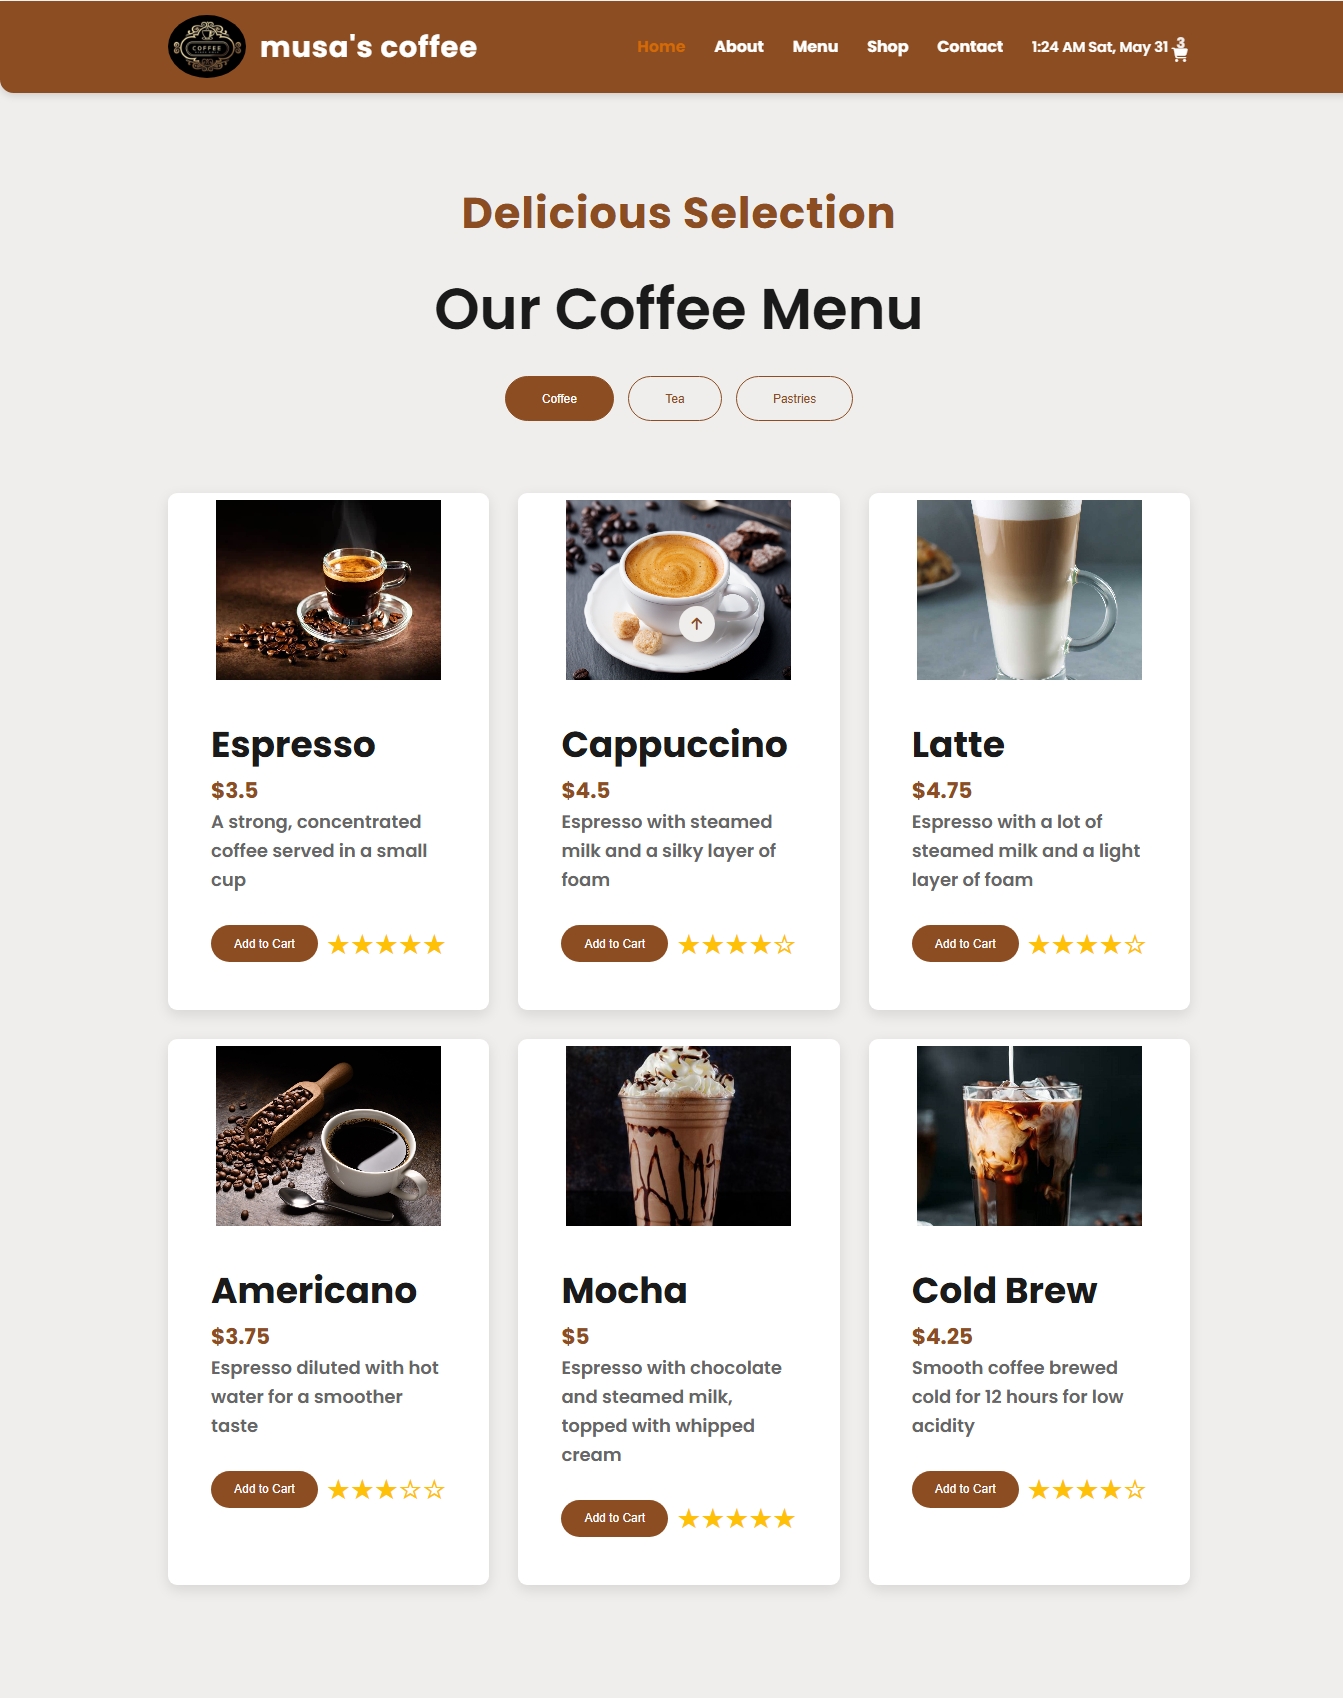 COFFEE
musa's coffee
Home About Menu Shop Contact 1:24 AM Sat, May 31 3
Delicious Selection
Our Coffee Menu
Coffee Tea Pastries
Espresso
$3.5
A strong, concentrated
coffee served in a small
cup
Add to Cart ★★★★★
Cappuccino
$4.5
Espresso with steamed
milk and a silky layer of
foam
Add to Cart ★★★★☆
Latte
$4.75
Espresso with a lot of
steamed milk and a light
layer of foam
Add to Cart ★★★★☆
Americano
$3.75
Espresso diluted with hot
water for a smoother
taste
Add to Cart ★★★☆☆
Mocha
$5
Espresso with chocolate
and steamed milk,
topped with whipped
cream
Add to Cart ★★★★★
Cold Brew
$4.25
Smooth coffee brewed
cold for 12 hours for low
acidity
Add to Cart ★★★★☆